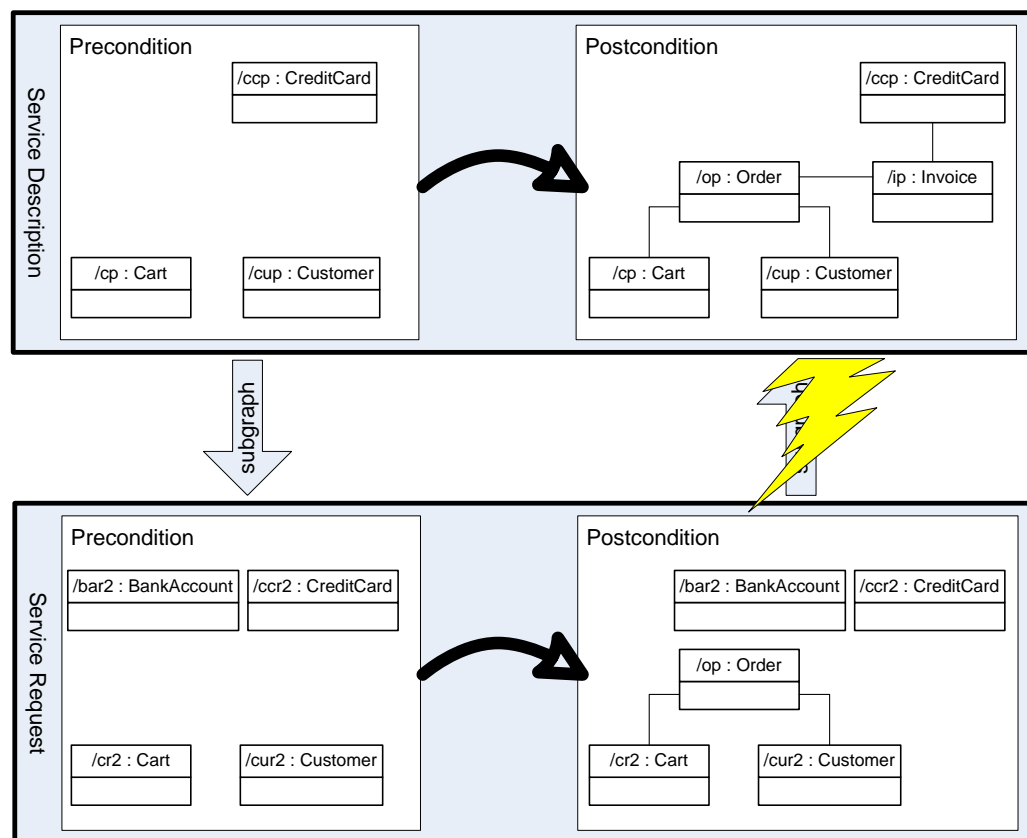 Service Description
Precondition
/ccp : CreditCard
/cp : Cart
/cup : Customer
Postcondition
/ccp : CreditCard
/op : Order
/ip : Invoice
/cp : Cart
/cup : Customer
subgraph
Service Request
Precondition
/bar2 : BankAccount
/ccr2 : CreditCard
/cr2 : Cart
/cur2 : Customer
Postcondition
/bar2 : BankAccount
/ccr2 : CreditCard
/op : Order
/cr2 : Cart
/cur2 : Customer